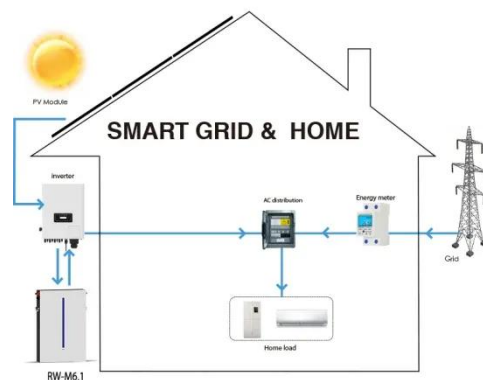 PV Module
SMART GRID & HOME
Inverter
AC distribution
Energy meter
Grid
Home load
RW-M6.1